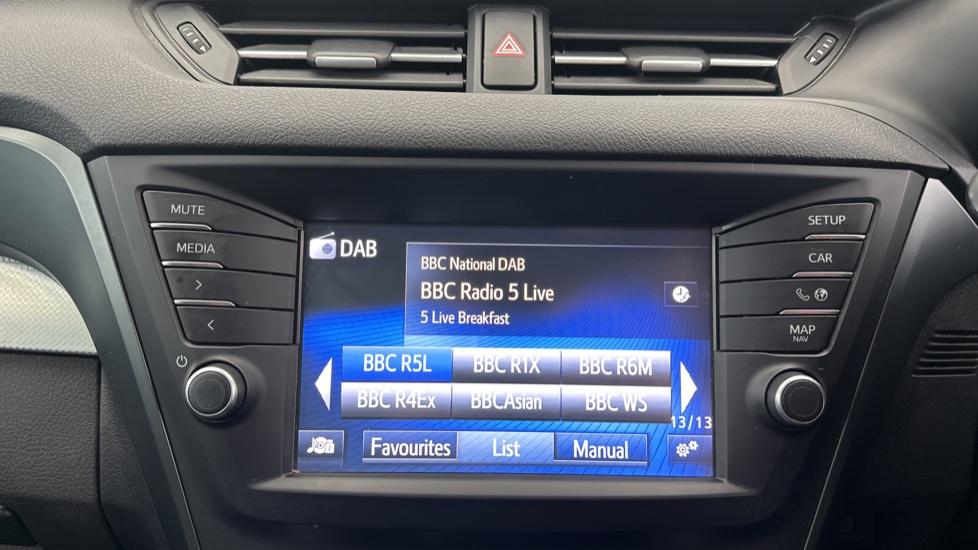 MUTE
MEDIA
>
<
SETUP
CAR
MAP
NAV
DAB
BBC National DAB
BBC Radio 5 Live
5 Live Breakfast
BBC R5L BBC R1X BBC R6M
BBC R4Ex BBCAsian BBC WS
13/13
Favourites List Manual